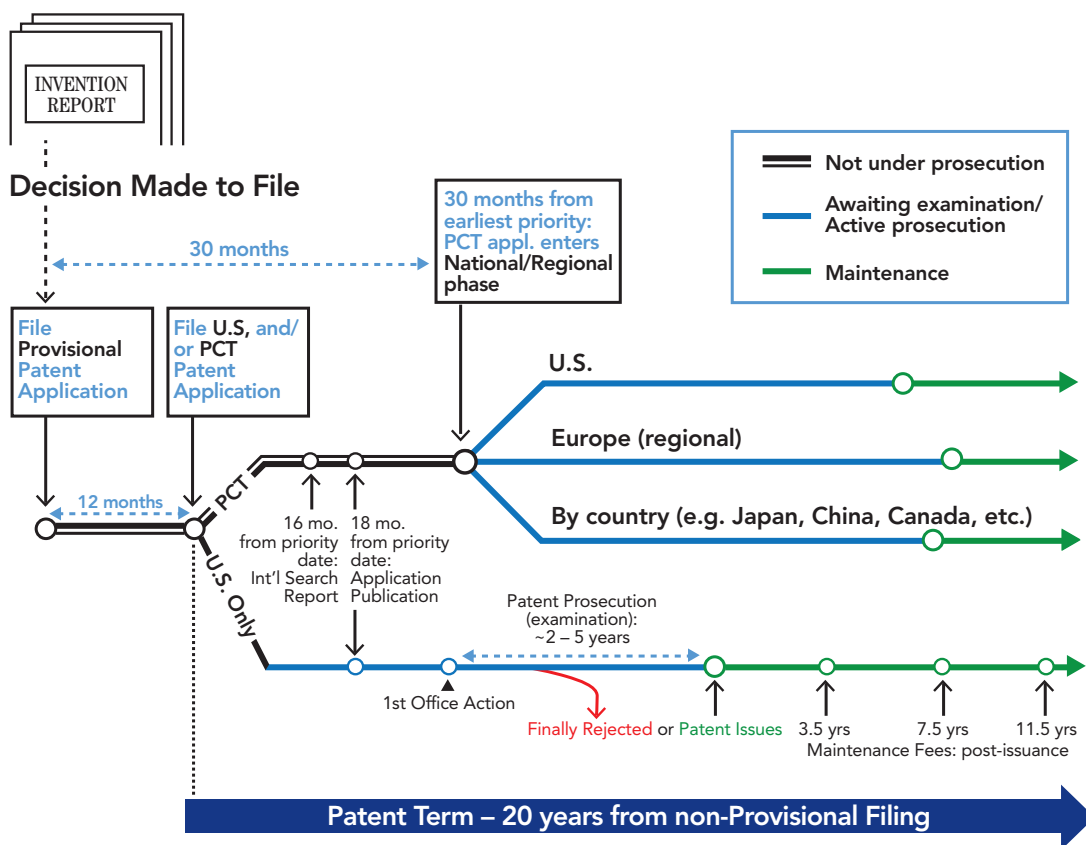 INVENTION
REPORT
Decision Made to File
30 months
30 months from
earliest priority:
PCT appl. enters
National/Regional
phase
Not under prosecution
Awaiting examination/
Active prosecution
Maintenance
File
Provisional
Patent
Application
File U.S, and/
or PCT
Patent
Application
12 months
PCT
U.S. Only
U.S.
Europe (regional)
By country (e.g. Japan, China, Canada, etc.)
16 mo.
from priority
date:
Int'l Search
Report
18 mo.
from priority
date:
Application
Publication
Patent Prosecution
(examination):
~2 – 5 years
1st Office Action
Finally Rejected or Patent Issues
3.5 yrs
7.5 yrs
11.5 yrs
Maintenance Fees: post-issuance
Patent Term – 20 years from non-Provisional Filing